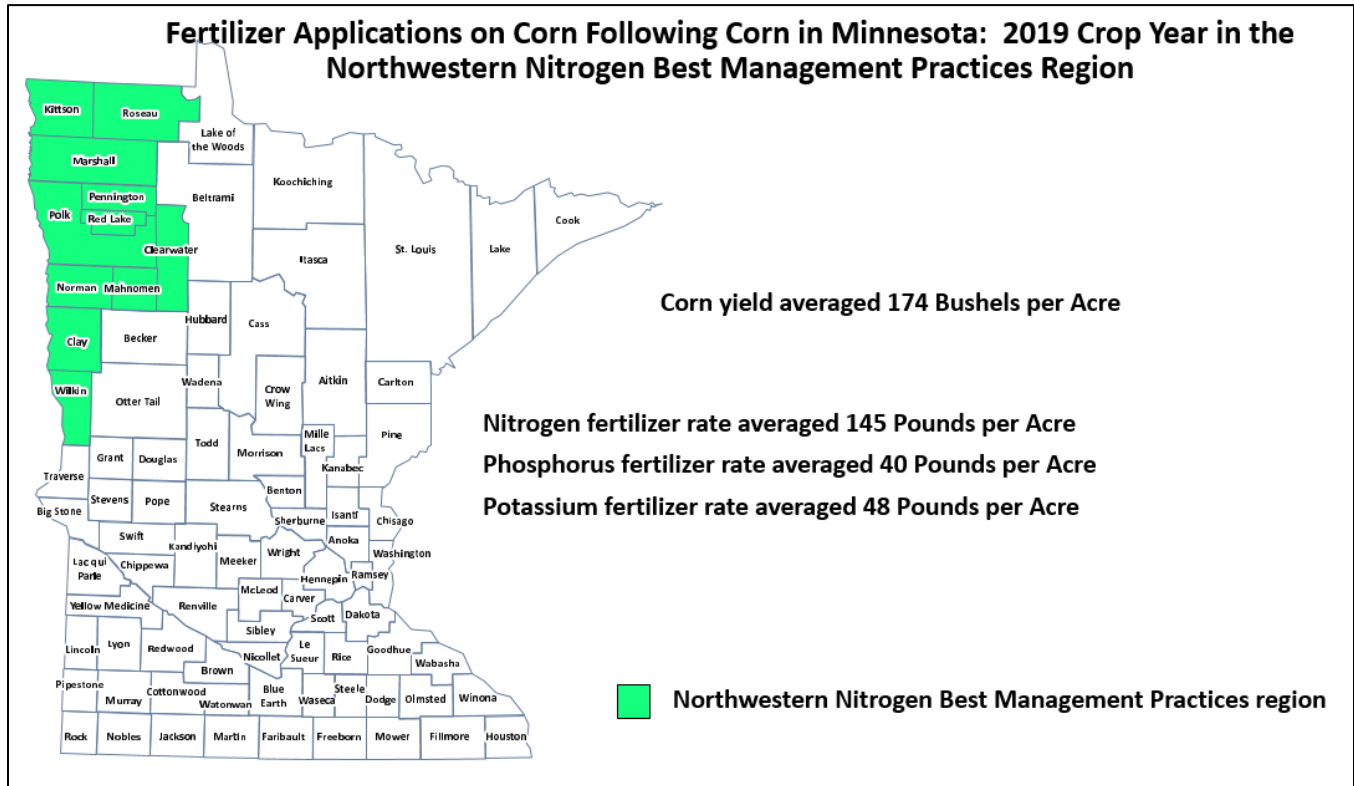 Fertilizer Applications on Corn Following Corn in Minnesota:  2019 Crop Year in the
Northwestern Nitrogen Best Management Practices Region
Kittson
Roseau
Lake of
the Woods
Marshall
Koochiching
Pennington
Beltrami
Polk
Red Lake
Cook
Clearwater
St. Louis
Lake
Itasca
Norman
Mahnomen
Corn yield averaged 174 Bushels per Acre
Hubbard
Cass
Clay
Becker
Wadena
Aitkin
Carlton
Wilkin
Crow
Wing
Otter Tail
Nitrogen fertilizer rate averaged 145 Pounds per Acre
Mille
Lacs
Pine
Todd
Morrison
Grant
Douglas
Phosphorus fertilizer rate averaged 40 Pounds per Acre
Kanabec
Traverse
Benton
Stevens
Pope
Stearns
Potassium fertilizer rate averaged 48 Pounds per Acre
Big Stone
Isanti
Sherburne
Chisago
Swift
Anoka
Kandiyohi
Wright
Washington
Lac qui
Parle
Chippewa
Meeker
Ramsey
Hennepin
McLeod
Carver
Yellow Medicine
Renville
Scott
Dakota
Sibley
Lincoln
Lyon
Redwood
Nicollet
Le
Sueur
Rice
Goodhue
Wabasha
Brown
Pipestone
Murray
Cottonwood
Watonwan
Blue
Earth
Waseca
Steele
Dodge
Olmsted
Winona
Northwestern Nitrogen Best Management Practices region
Rock
Nobles
Jackson
Martin
Faribault
Freeborn
Mower
Fillmore
Houston